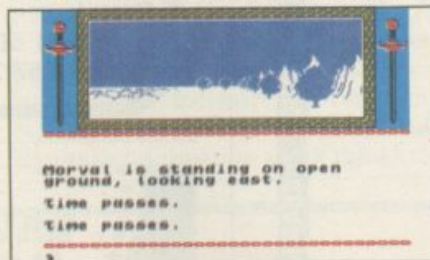 Morval is standing on open
ground, looking east.
time passes.
time passes.